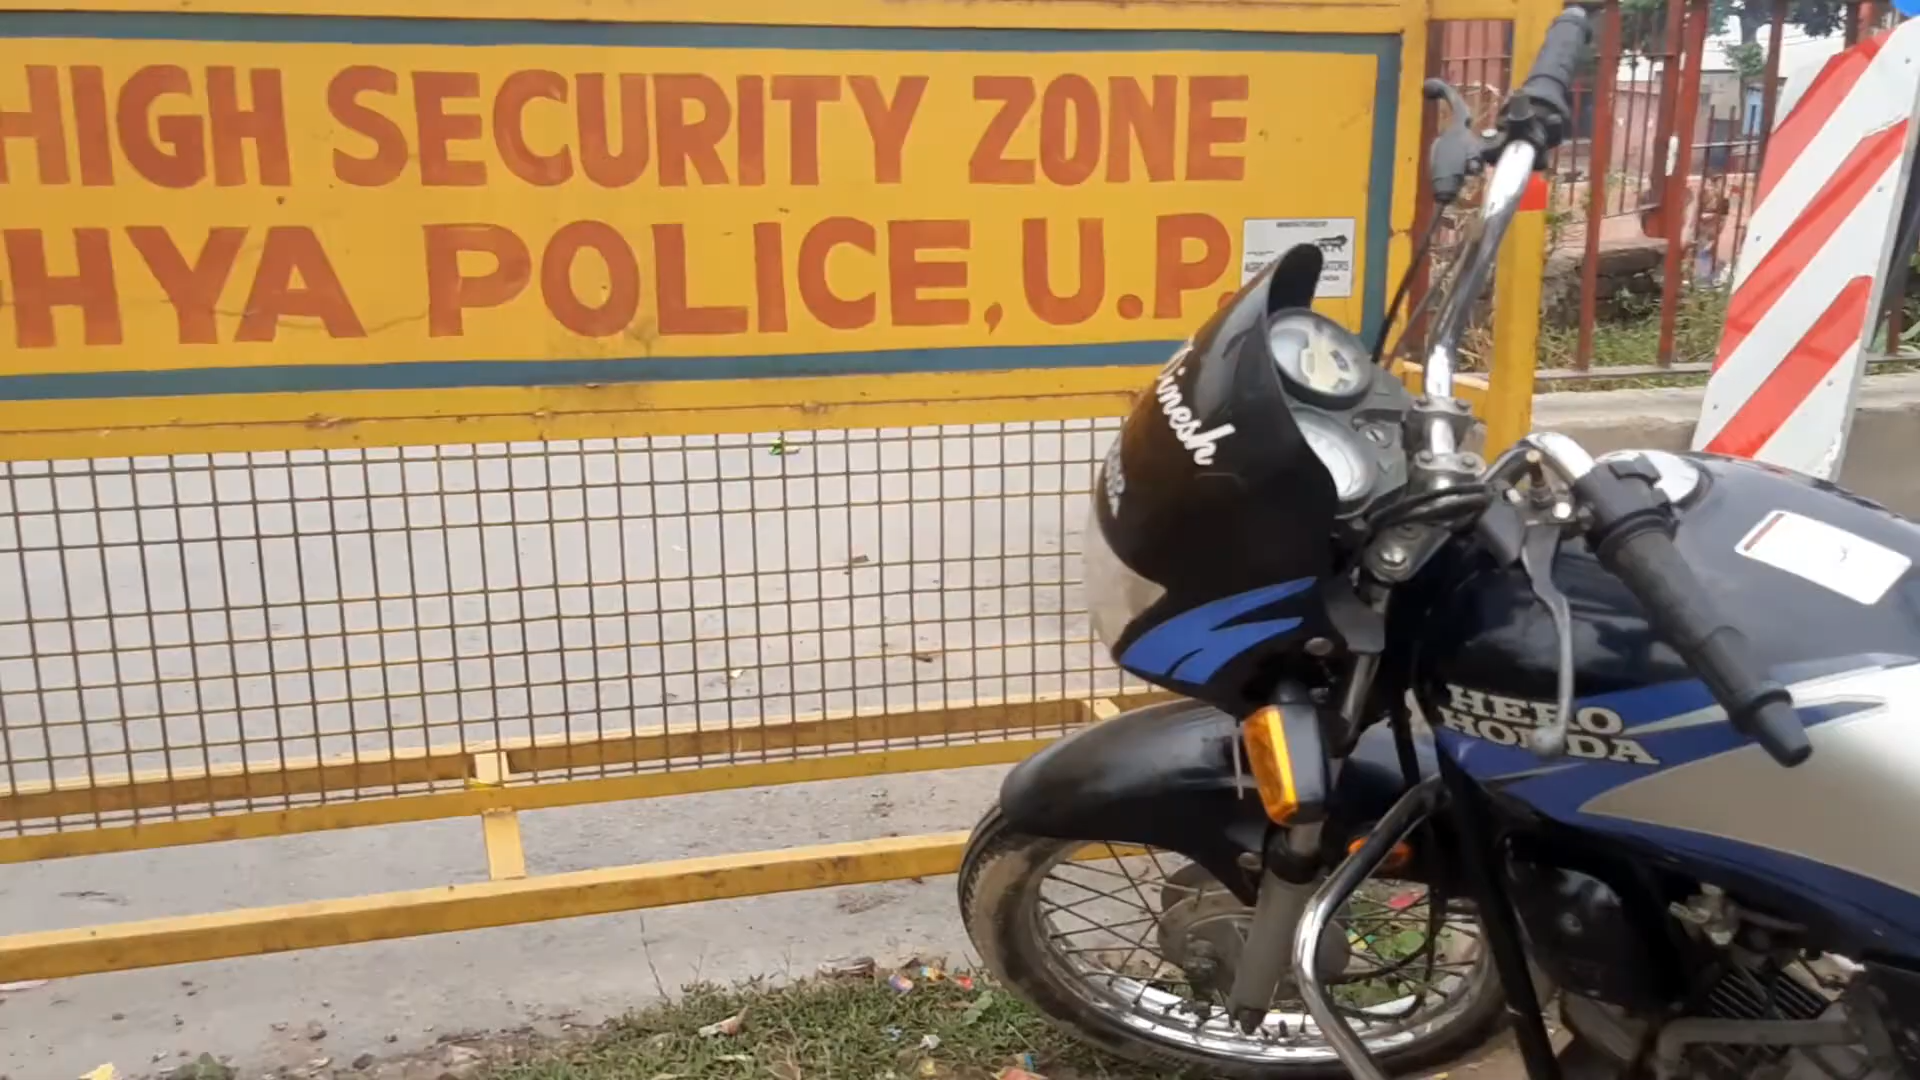 HIGH SECURITY ZONE
HYA POLICE, U.P.
Dinesh
HERO
HONDA